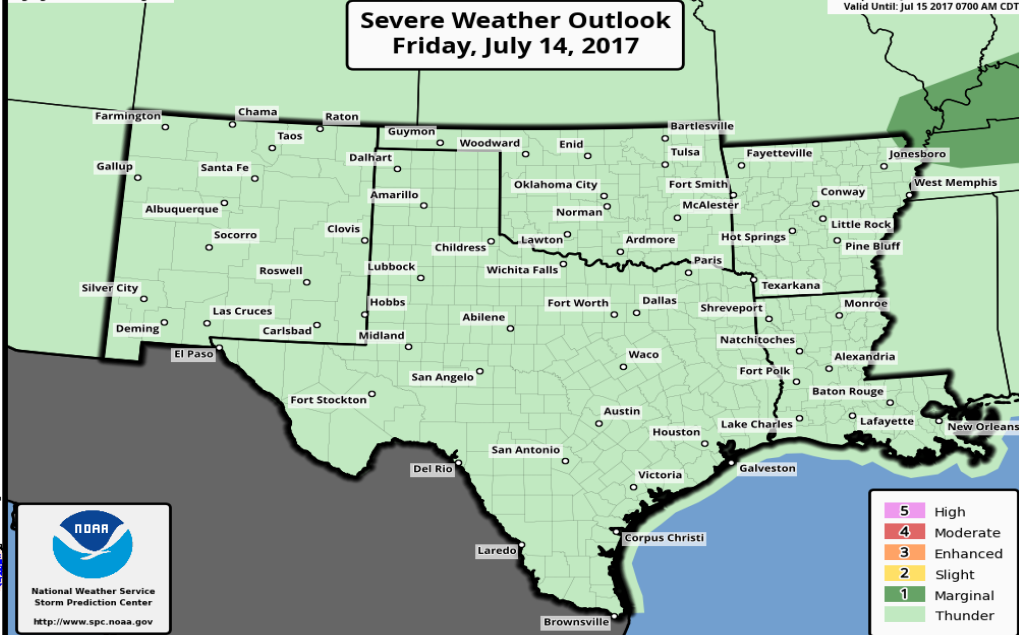 Valid Until: Jul 15 2017 0700 AM CDT
Severe Weather Outlook
Friday, July 14, 2017
Farmington
Chama
Raton
Taos
Guymon
Woodward
Enid
Bartlesville
Tulsa
Fayetteville
Jonesboro
Gallup
Santa Fe
Dalhart
Oklahoma City
Fort Smith
Conway
West Memphis
Albuquerque
Amarillo
Norman
McAlester
Little Rock
Socorro
Clovis
Childress
Lawton
Ardmore
Hot Springs
Pine Bluff
Roswell
Lubbock
Wichita Falls
Paris
Texarkana
Silver City
Hobbs
Fort Worth
Dallas
Shreveport
Monroe
Las Cruces
Deming
Carlsbad
Midland
Abilene
Natchitoches
El Paso
Waco
Alexandria
San Angelo
Fort Polk
Fort Stockton
Baton Rouge
Austin
Lake Charles
Lafayette
New Orleans
Houston
San Antonio
Del Rio
Victoria
Galveston
Laredo
Corpus Christi
Brownsville
NOAA
National Weather Service
Storm Prediction Center
http://www.spc.noaa.gov
5 High
4 Moderate
3 Enhanced
2 Slight
1 Marginal
Thunder